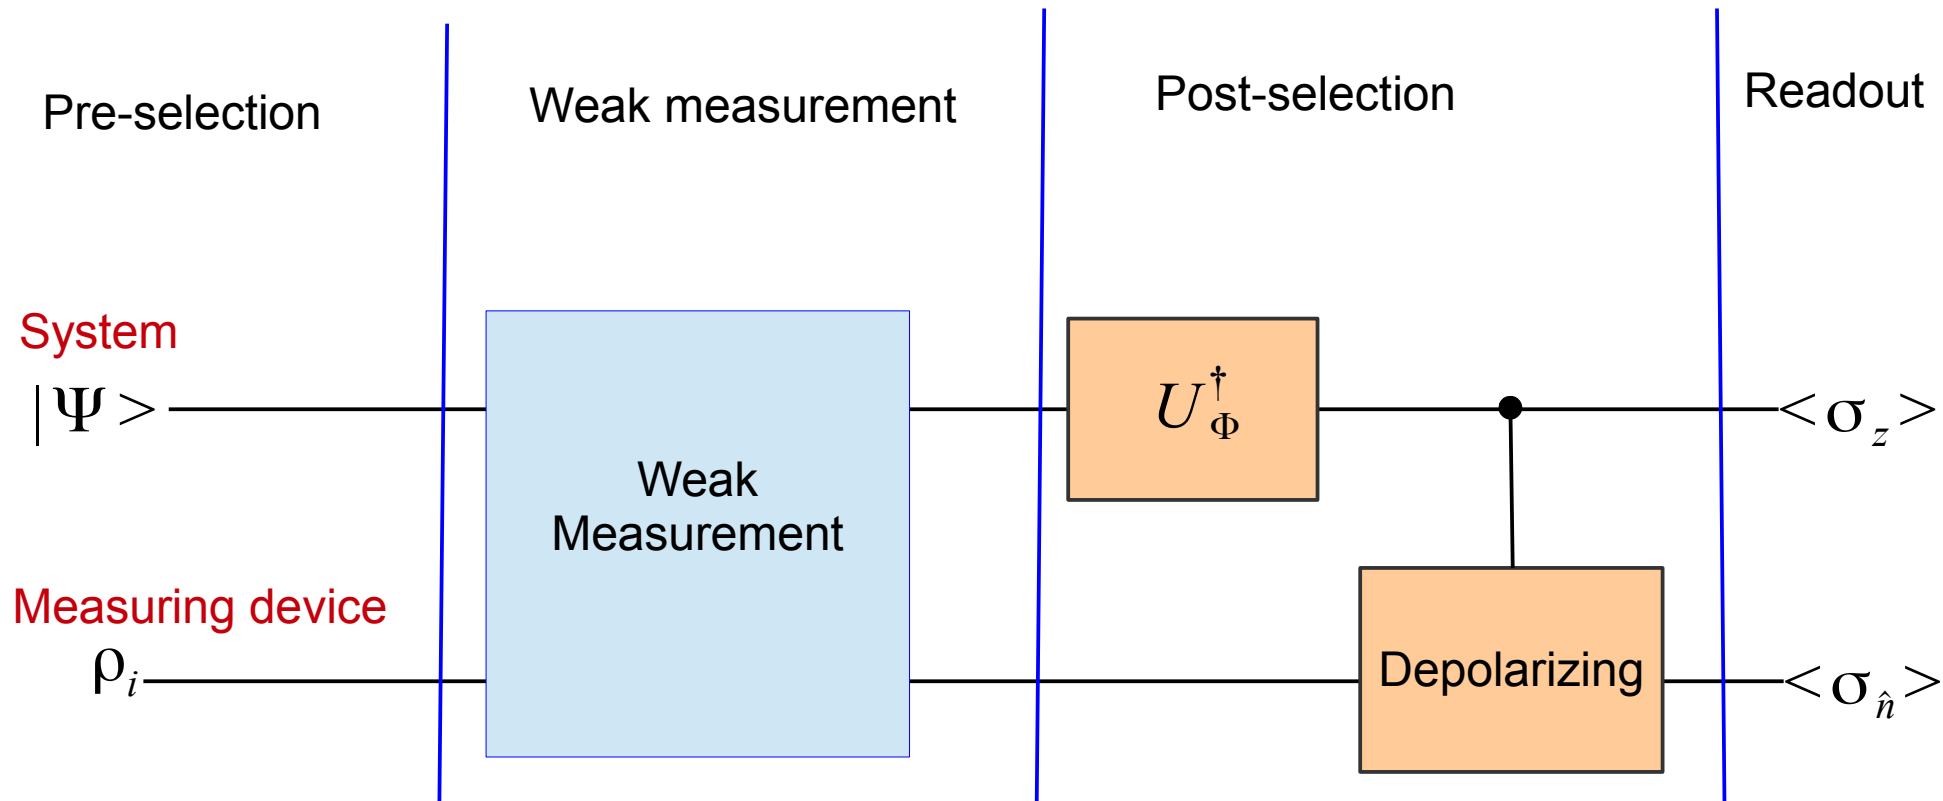 Pre-selection
Weak measurement
Post-selection
Readout
System
|Ψ>
U†Φ
<σz>
Weak
Measurement
Measuring device
ρi
Depolarizing
<σn̂>